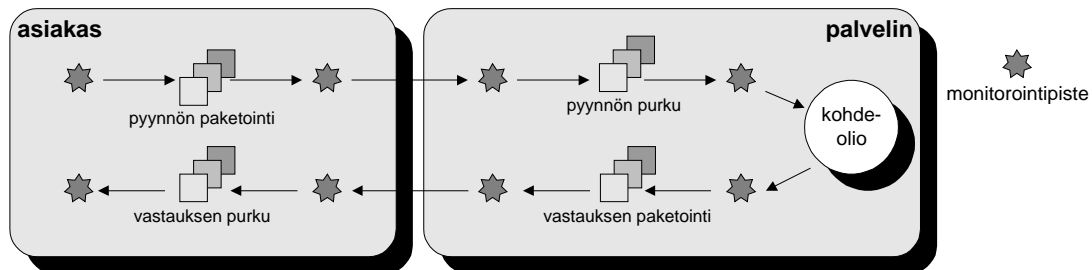 asiakas
palvelin
pyynnön paketointi
pyynnön purku
kohde-
olio
monitorointipiste
vastauksen purku
vastauksen paketointi